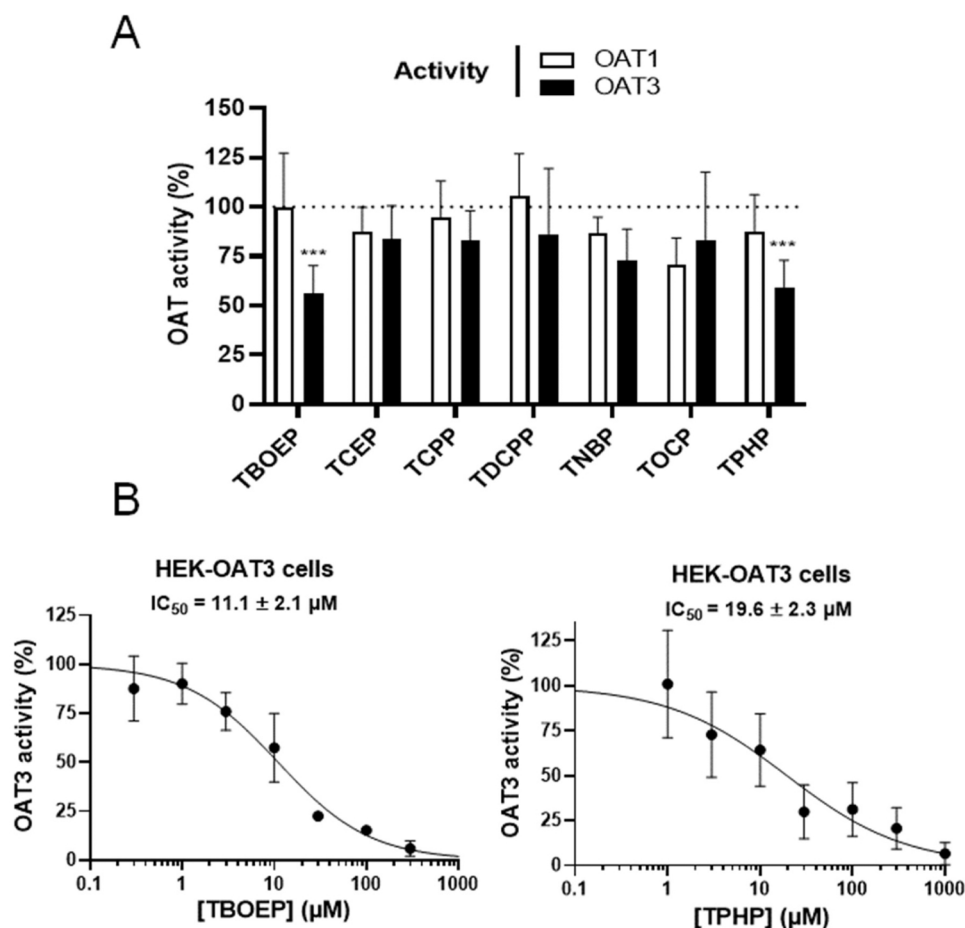 A
Activity
OAT1
OAT3
OAT activity (%)
150
125
100
75
50
25
0
***
***
TBOEP
TCEP
TCPP
TDCPP
TNBP
TOCP
TPHP
B
HEK-OAT3 cells
IC50 = 11.1 ± 2.1 µM
OAT3 activity (%)
125
100
75
50
25
0
0.1 1 10 100 1000
[TBOEP] (µM)
HEK-OAT3 cells
IC50 = 19.6 ± 2.3 µM
OAT3 activity (%)
125
100
75
50
25
0
0.1 1 10 100 1000
[TPHP] (µM)